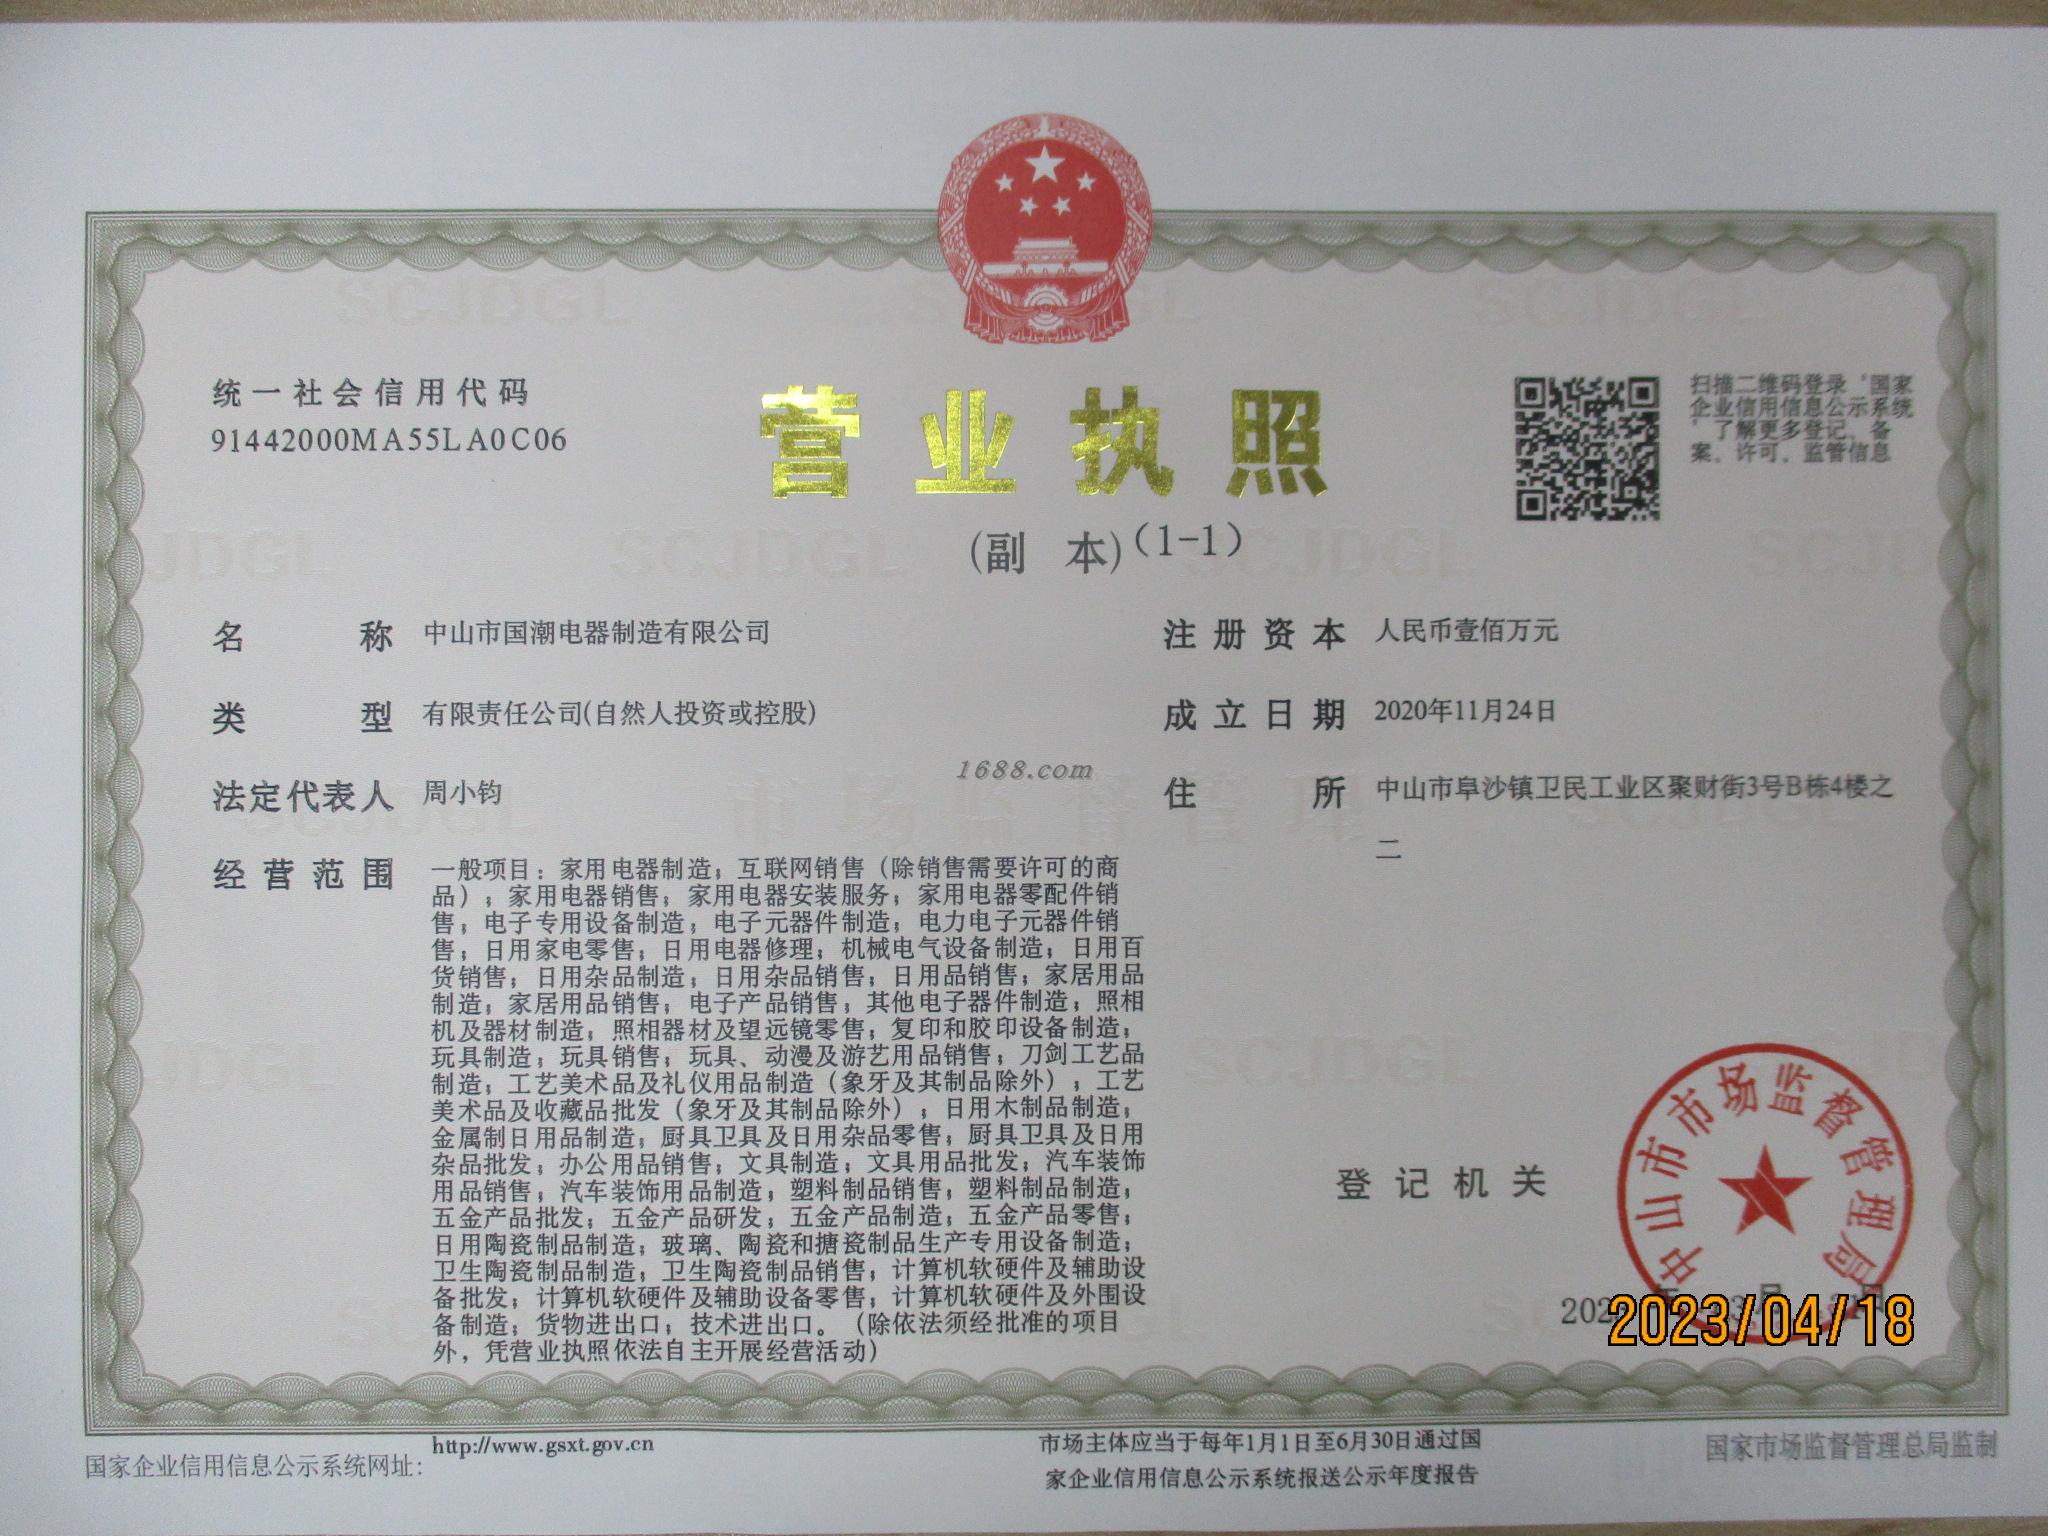 统一社会信用代码
91442000MA55LA0C06
营业执照
(副 本)(1-1)
扫描二维码登录‘国家
企业信用信息公示系统
’了解更多登记、备
案、许可、监管信息
名 称 中山市国潮电器制造有限公司
类 型 有限责任公司(自然人投资或控股)
法定代表人 周小钧
经营范围 一般项目：家用电器制造；互联网销售（除销售需要许可的商
品）；家用电器销售；家用电器安装服务；家用电器零配件销
售；电子专用设备制造；电子元器件制造；电力电子元器件销
售；日用家电零售；日用电器修理；机械电气设备制造；日用百
货销售；日用杂品制造；日用杂品销售；日用品销售；家居用品
制造；家居用品销售；电子产品销售；其他电子器件制造；照相
机及器材制造；照相器材及望远镜零售；复印和胶印设备制造；
玩具制造；玩具销售；玩具、动漫及游艺用品销售；刀剑工艺品
制造；工艺美术品及礼仪用品制造（象牙及其制品除外）；工艺
美术品及收藏品批发（象牙及其制品除外）；日用木制品制造；
金属制日用品制造；厨具卫具及日用杂品零售；厨具卫具及日用
杂品批发；办公用品销售；文具制造；文具用品批发；汽车装饰
用品销售；汽车装饰用品制造；塑料制品销售；塑料制品制造；
五金产品批发；五金产品研发；五金产品制造；五金产品零售；
日用陶瓷制品制造；玻璃、陶瓷和搪瓷制品生产专用设备制造；
卫生陶瓷制品制造；卫生陶瓷制品销售；计算机软硬件及辅助设
备批发；计算机软硬件及辅助设备零售；计算机软硬件及外围设
备制造；货物进出口；技术进出口。（除依法须经批准的项目
外，凭营业执照依法自主开展经营活动）
注册资本 人民币壹佰万元
成立日期 2020年11月24日
住 所 中山市阜沙镇卫民工业区聚财街3号B栋4楼之
二
1688.com
市场监督管理
SCJDGL
登记机关
中山市市场监督管理局
2023/04/18
国家企业信用信息公示系统网址：
http://www.gsxt.gov.cn
市场主体应当于每年1月1日至6月30日通过国
家企业信用信息公示系统报送公示年度报告
国家市场监督管理总局监制